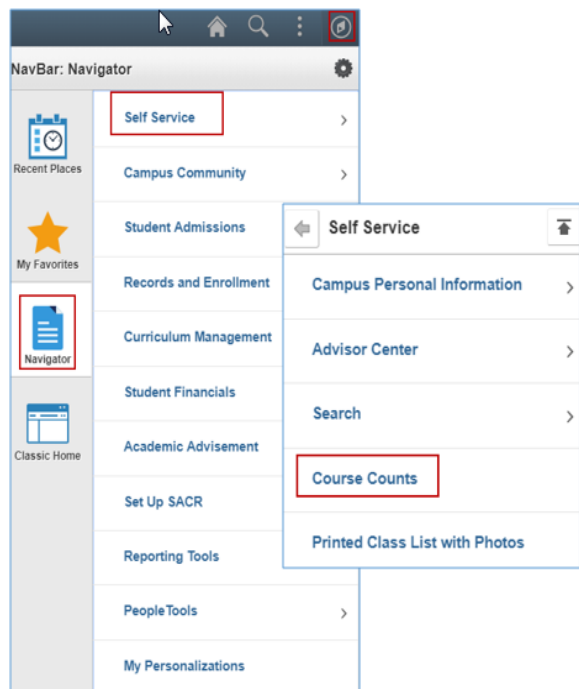 NavBar: Navigator
Recent Places
My Favorites
Navigator
Classic Home
Self Service
Campus Community
Student Admissions
Records and Enrollment
Curriculum Management
Student Financials
Academic Advisement
Set Up SACR
Reporting Tools
PeopleTools
My Personalizations
Self Service
Campus Personal Information
Advisor Center
Search
Course Counts
Printed Class List with Photos